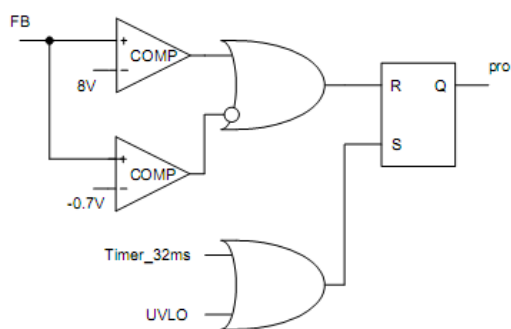 FB
+
COMP
−
8V
pro
R
Q
S
+
COMP
−
-0.7V
Timer_32ms
UVLO